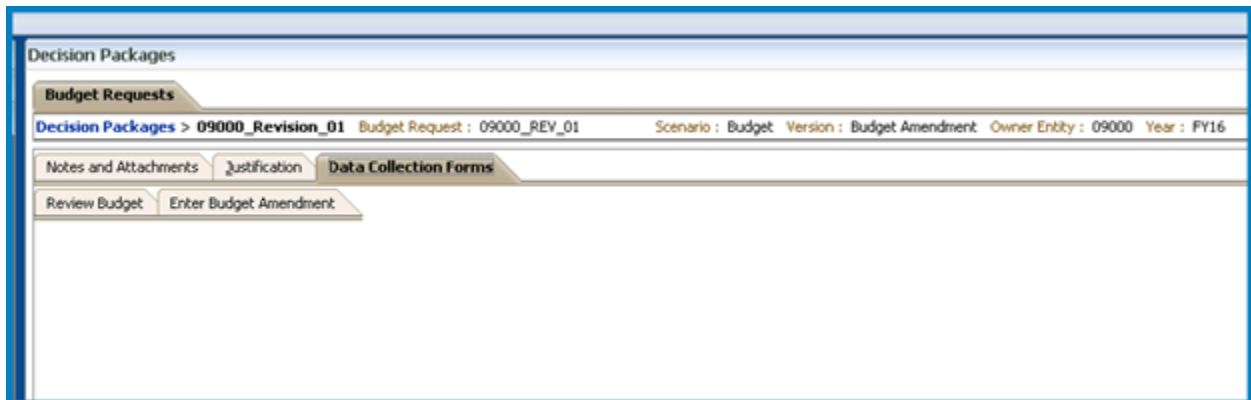 Decision Packages
Budget Requests
Decision Packages > 09000_Revision_01 Budget Request : 09000_REV_01 Scenario : Budget Version : Budget Amendment Owner Entity : 09000 Year : FY16
Notes and Attachments Justification Data Collection Forms
Review Budget Enter Budget Amendment